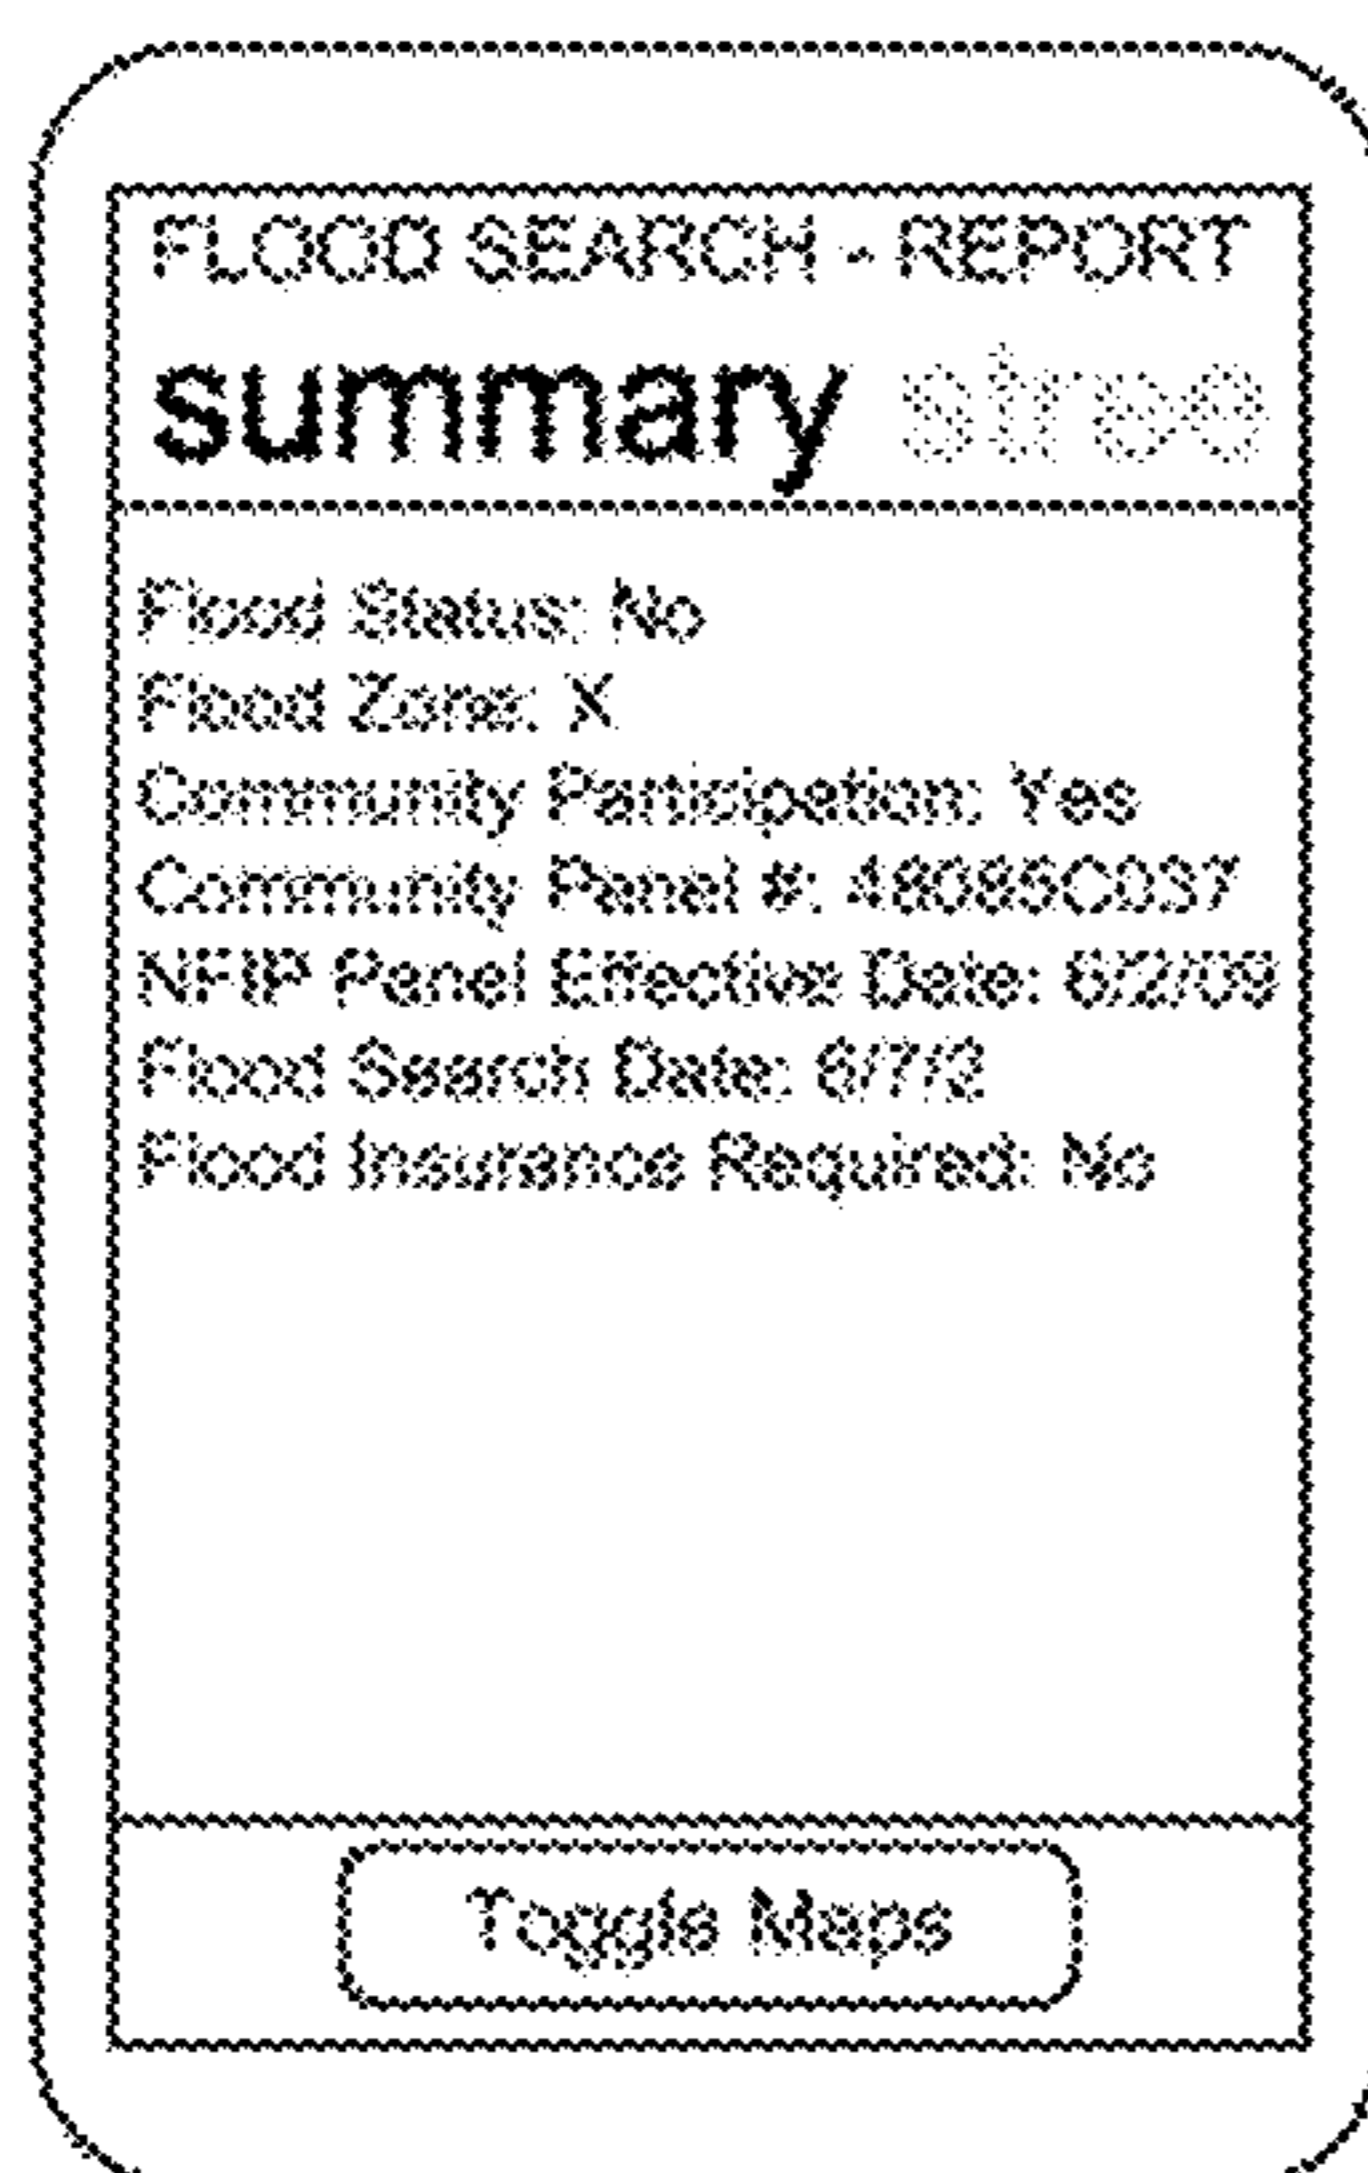 FLOOD SEARCH - REPORT
summary stree
Flood Status: No
Flood Zone: X
Community Participation: Yes
Community Panel #: 48085C037
NFIP Panel Effective Date: 6/2/09
Flood Search Date: 6/7/2
Flood Insurance Required: No
Toggle Maps